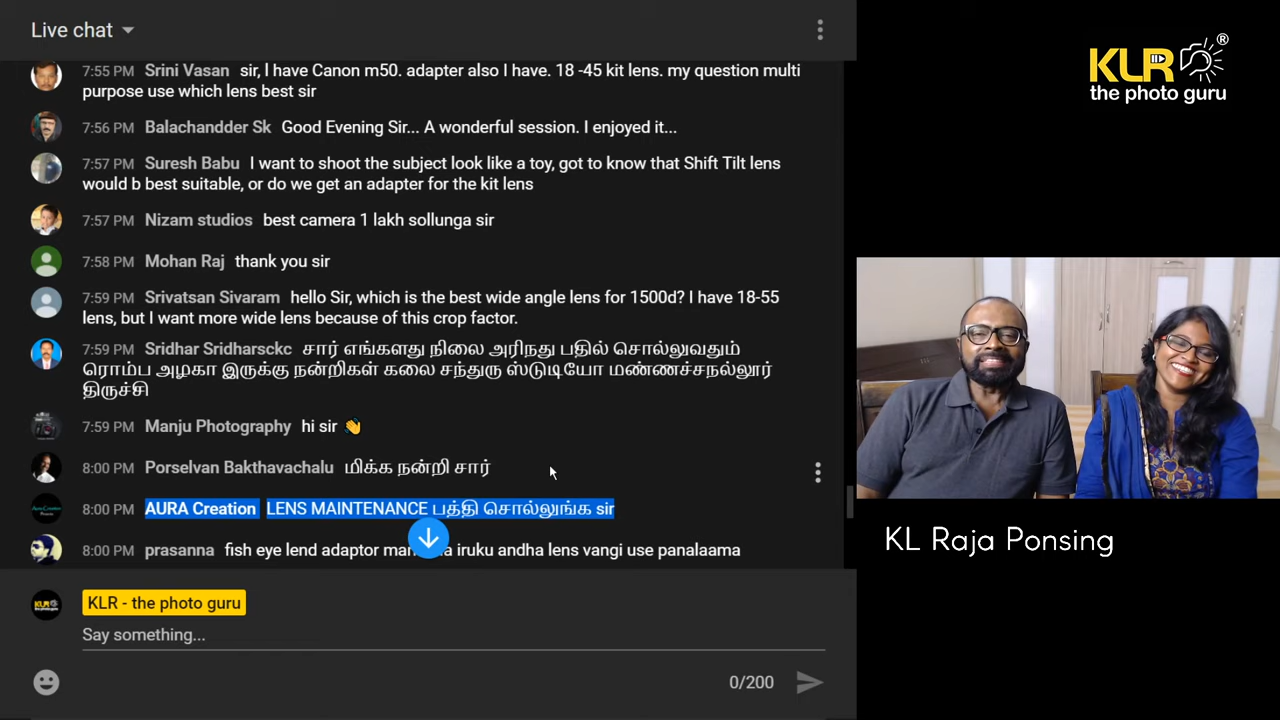 Live chat
7:55 PM Srini Vasan sir, I have Canon m50. adapter also I have. 18 -45 kit lens. my question multi
purpose use which lens best sir
7:56 PM Balachandder Sk Good Evening Sir... A wonderful session. I enjoyed it...
7:57 PM Suresh Babu I want to shoot the subject look like a toy, got to know that Shift Tilt lens
would b best suitable, or do we get an adapter for the kit lens
7:57 PM Nizam studios best camera 1 lakh sollunga sir
7:58 PM Mohan Raj thank you sir
7:59 PM Srivatsan Sivaram hello Sir, which is the best wide angle lens for 1500d? I have 18-55
lens, but I want more wide lens because of this crop factor.
7:59 PM Sridhar Sridharsckc சார் எங்களது நிலை அரிநது பதில் சொல்லுவதும்
ரொம்ப அழகா இருக்கு நன்றிகள் கலை சந்துரு ஸ்டுடியோ மண்ணச்சநல்லூர்
திருச்சி
7:59 PM Manju Photography hi sir 👏
8:00 PM Porselvan Bakthavachalu மிக்க நன்றி சார்
8:00 PM AURA Creation LENS MAINTENANCE பத்தி சொல்லுங்க sir
8:00 PM prasanna fish eye lend adaptor iruku andha lens vangi use panalaama
KLR - the photo guru
Say something...
0/200
KLR ®
the photo guru
KL Raja Ponsing